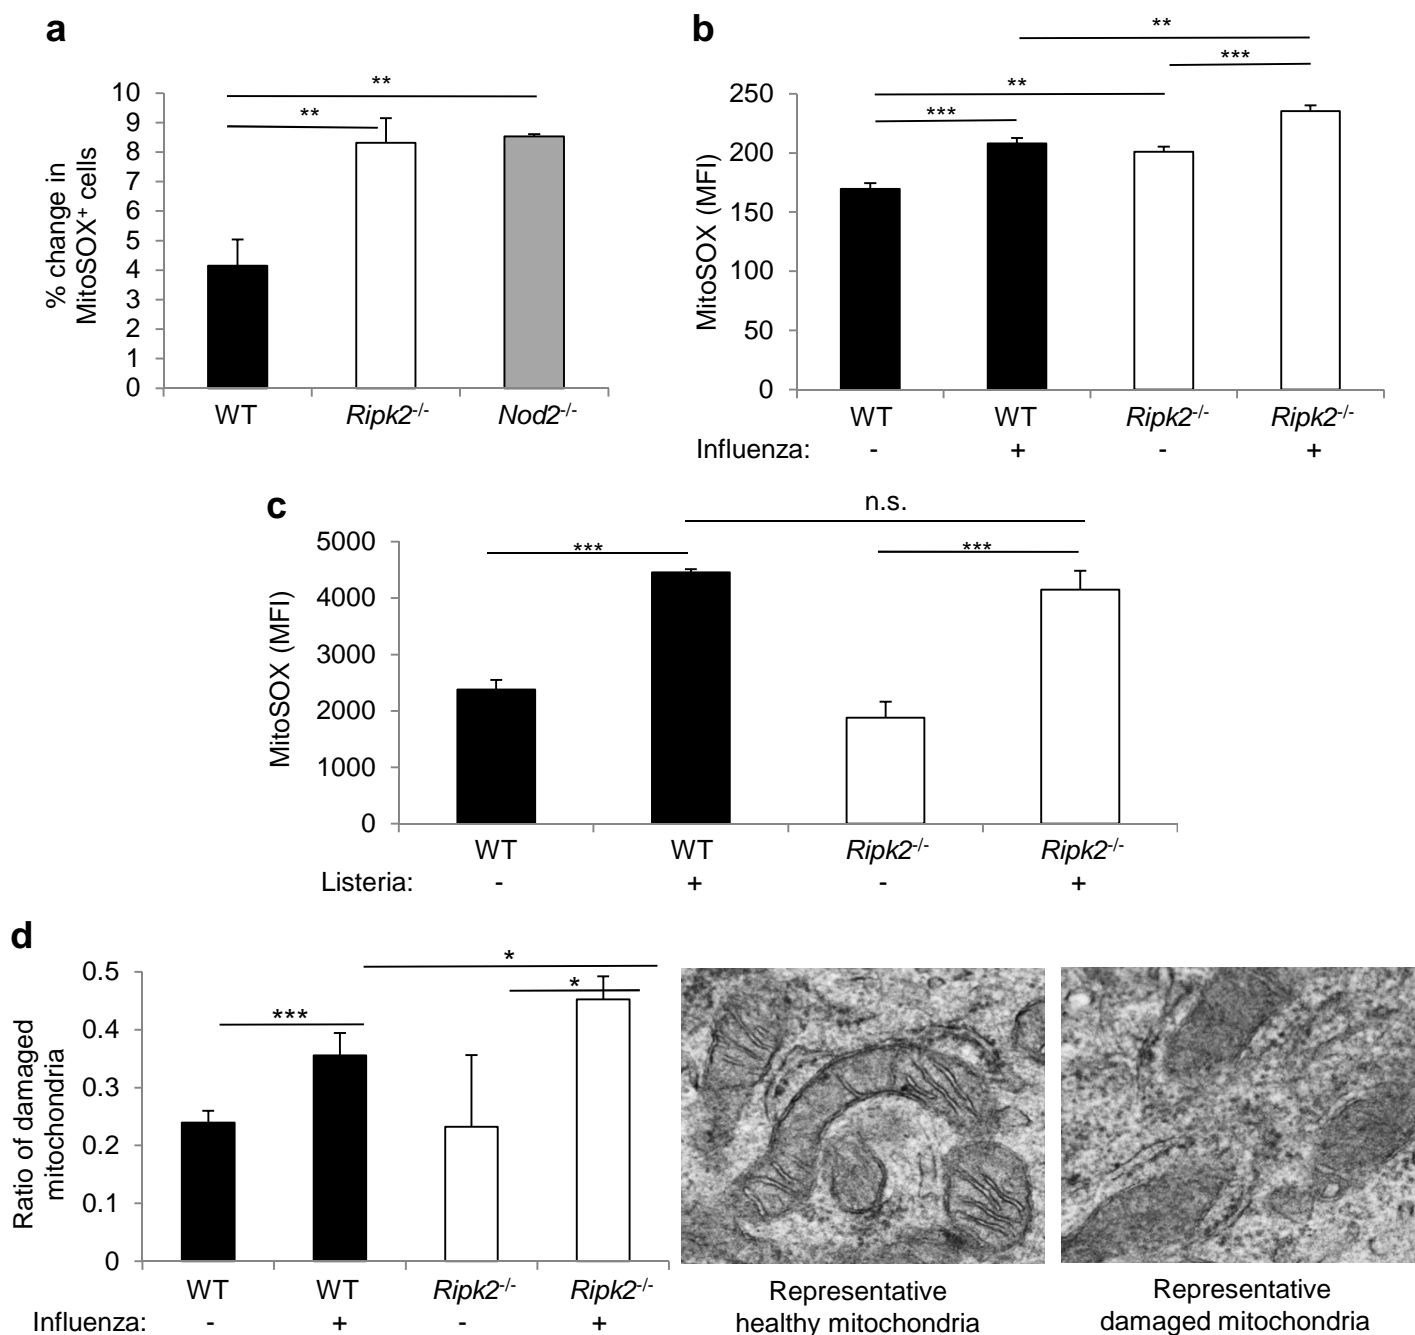 a
% change in
MitoSOX⁺ cells
10
9
8
7
6
5
4
3
2
1
0
**
**
WT Ripk2⁻/⁻ Nod2⁻/⁻
b
MitoSOX (MFI)
250
200
150
100
50
0
**
***
**
***
WT WT Ripk2⁻/⁻ Ripk2⁻/⁻
Influenza: - + - +
c
MitoSOX (MFI)
5000
4000
3000
2000
1000
0
n.s.
***
***
WT WT Ripk2⁻/⁻ Ripk2⁻/⁻
Listeria: - + - +
d
Ratio of damaged
mitochondria
0.5
0.4
0.3
0.2
0.1
0
*
*
***
WT WT Ripk2⁻/⁻ Ripk2⁻/⁻
Influenza: - + - +
Representative
healthy mitochondria
Representative
damaged mitochondria